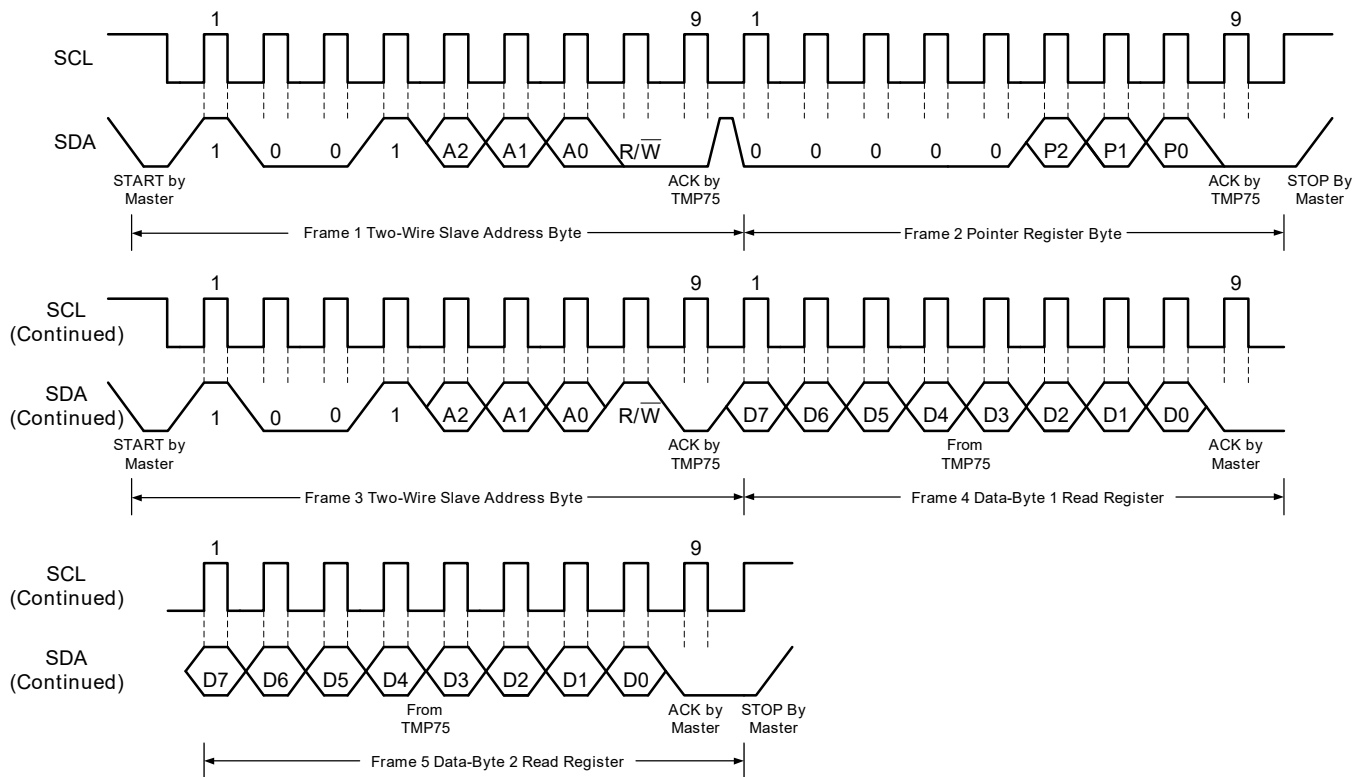 1 9 1 9
SCL
SDA
1 0 0 1 A2 A1 A0 R/W̅ 0 0 0 0 0 P2 P1 P0
START by
Master
ACK by
TMP75
ACK by
TMP75
STOP By
Master
Frame 1 Two-Wire Slave Address Byte
Frame 2 Pointer Register Byte
1 9 1 9
SCL
(Continued)
SDA
(Continued)
1 0 0 1 A2 A1 A0 R/W̅ D7 D6 D5 D4 D3 D2 D1 D0
START by
Master
ACK by
TMP75
From
TMP75
ACK by
Master
Frame 3 Two-Wire Slave Address Byte
Frame 4 Data-Byte 1 Read Register
1 9
SCL
(Continued)
SDA
(Continued)
D7 D6 D5 D4 D3 D2 D1 D0
From
TMP75
ACK by
Master
STOP By
Master
Frame 5 Data-Byte 2 Read Register